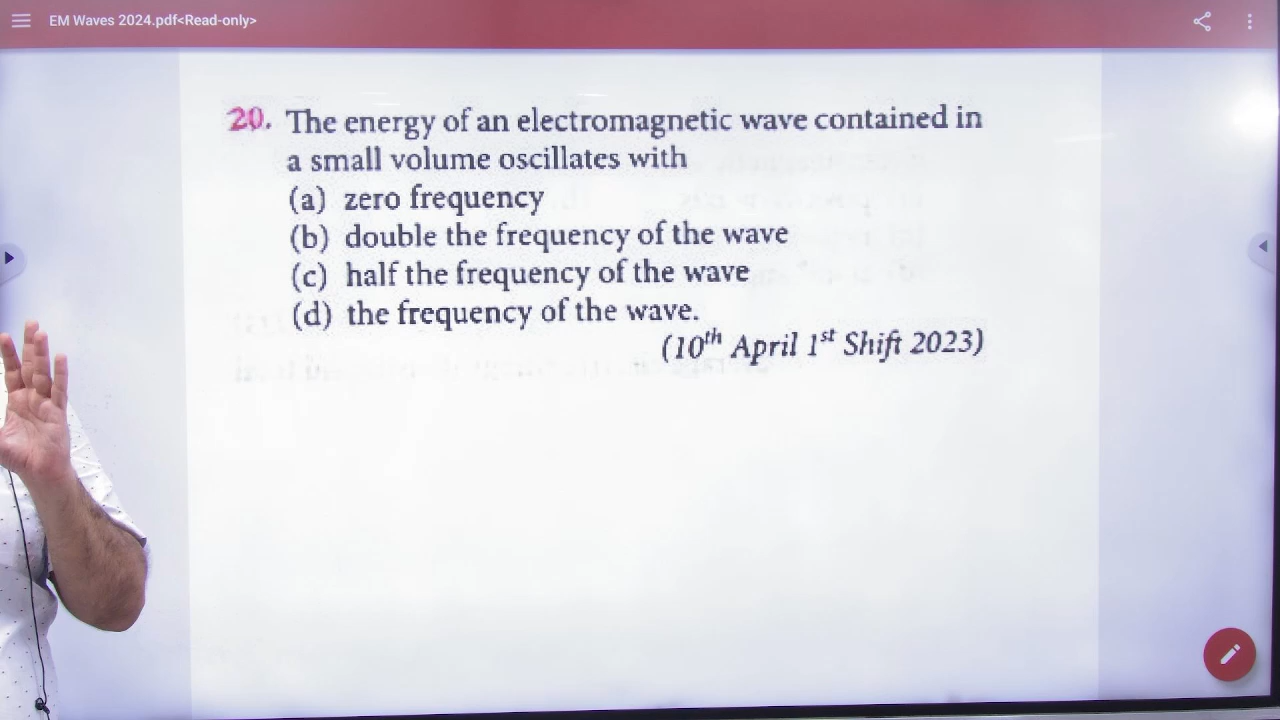 EM Waves 2024.pdf<Read-only>
20. The energy of an electromagnetic wave contained in
a small volume oscillates with
(a) zero frequency
(b) double the frequency of the wave
(c) half the frequency of the wave
(d) the frequency of the wave.
(10th April 1st Shift 2023)